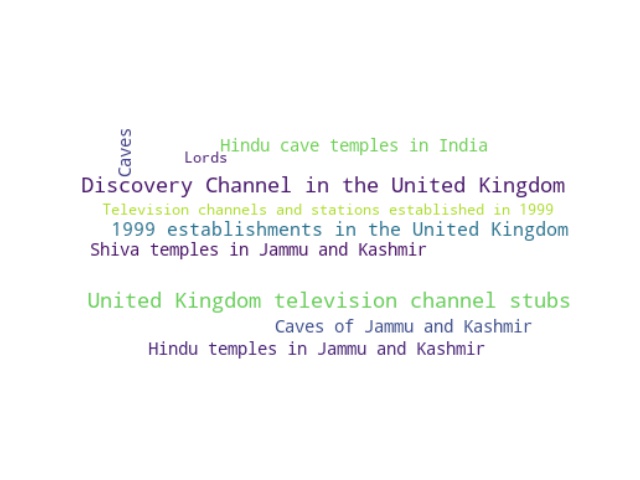 Caves
Hindu cave temples in India
Lords
Discovery Channel in the United Kingdom
Television channels and stations established in 1999
1999 establishments in the United Kingdom
Shiva temples in Jammu and Kashmir
United Kingdom television channel stubs
Caves of Jammu and Kashmir
Hindu temples in Jammu and Kashmir